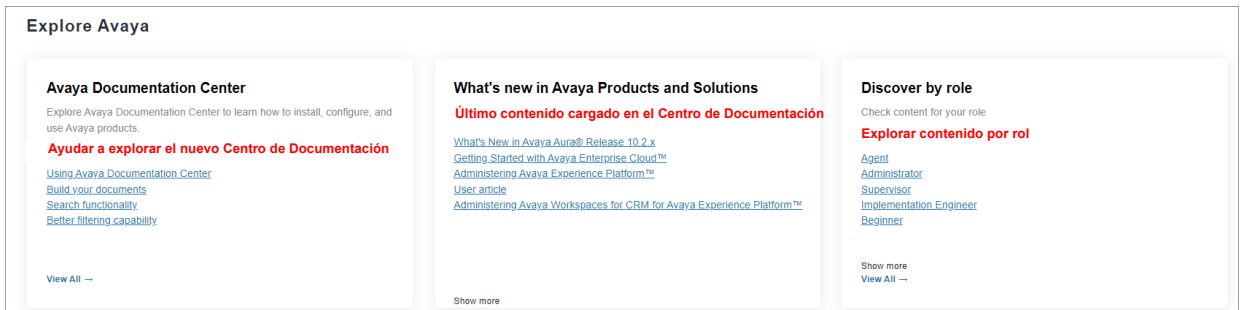 Explore Avaya
Avaya Documentation Center
Explore Avaya Documentation Center to learn how to install, configure, and
use Avaya products.
Ayudar a explorar el nuevo Centro de Documentación
Using Avaya Documentation Center
Build your documents
Search functionality
Better filtering capability
View All →
What's new in Avaya Products and Solutions
Último contenido cargado en el Centro de Documentación
What's New in Avaya Aura® Release 10.2.x
Getting Started with Avaya Enterprise Cloud™
Administering Avaya Experience Platform™
User article
Administering Avaya Workspaces for CRM for Avaya Experience Platform™
Show more
Discover by role
Check content for your role
Explorar contenido por rol
Agent
Administrator
Supervisor
Implementation Engineer
Beginner
Show more
View All →